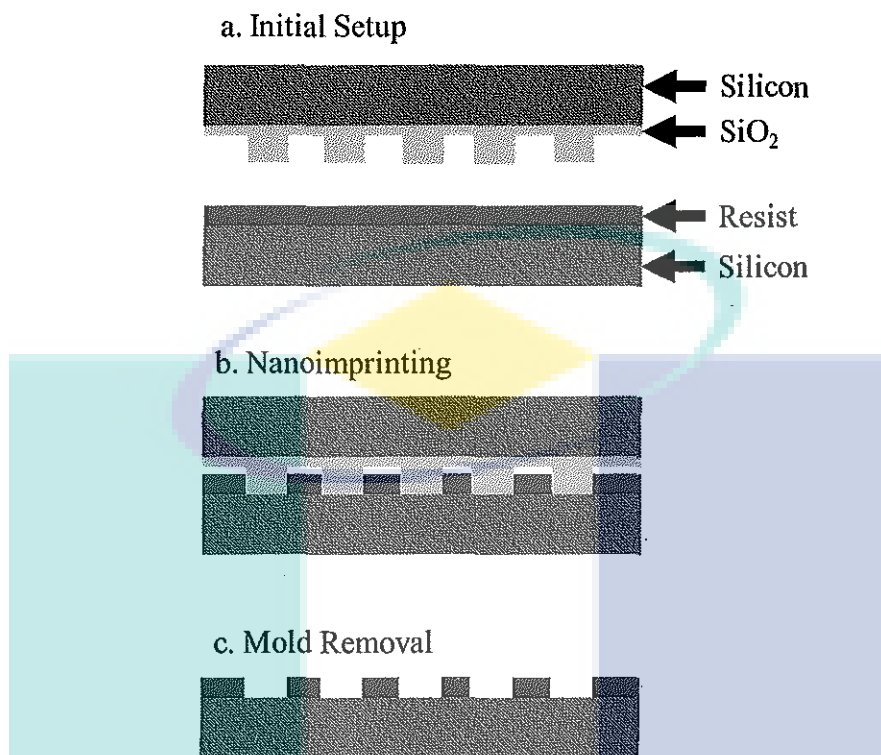 a. Initial Setup
Silicon
SiO₂
Resist
Silicon
b. Nanoimprinting
c. Mold Removal